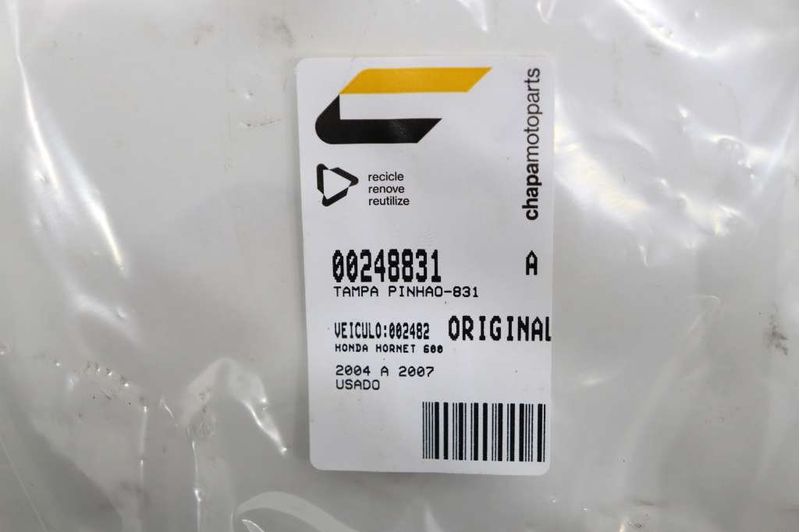 chapamotoparts
recicle
renove
reutilize
00248831 A
TAMPA PINHAO-831
VEICULO:002482 ORIGINAL
HONDA HORNET 600
2004 A 2007
USADO